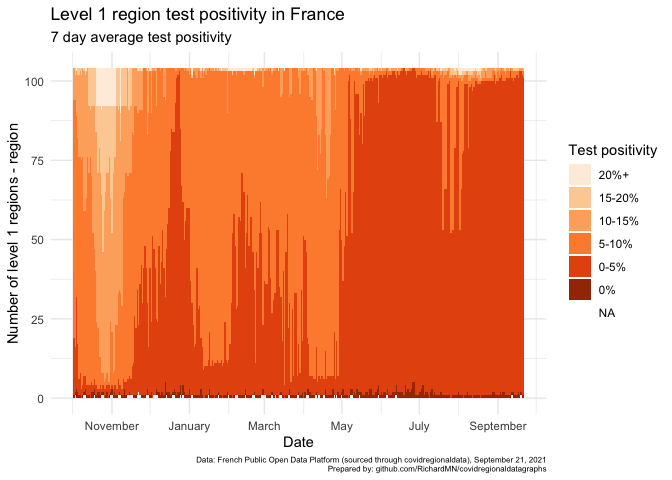 Level 1 region test positivity in France
7 day average test positivity
Number of level 1 regions - region
100
75
50
25
0
November
January
March
May
July
September
Date
Test positivity
20%+
15-20%
10-15%
5-10%
0-5%
0%
NA
Data: French Public Open Data Platform (sourced through covidregionaldata), September 21, 2021
Prepared by: github.com/RichardMN/covidregionaldatagraphs